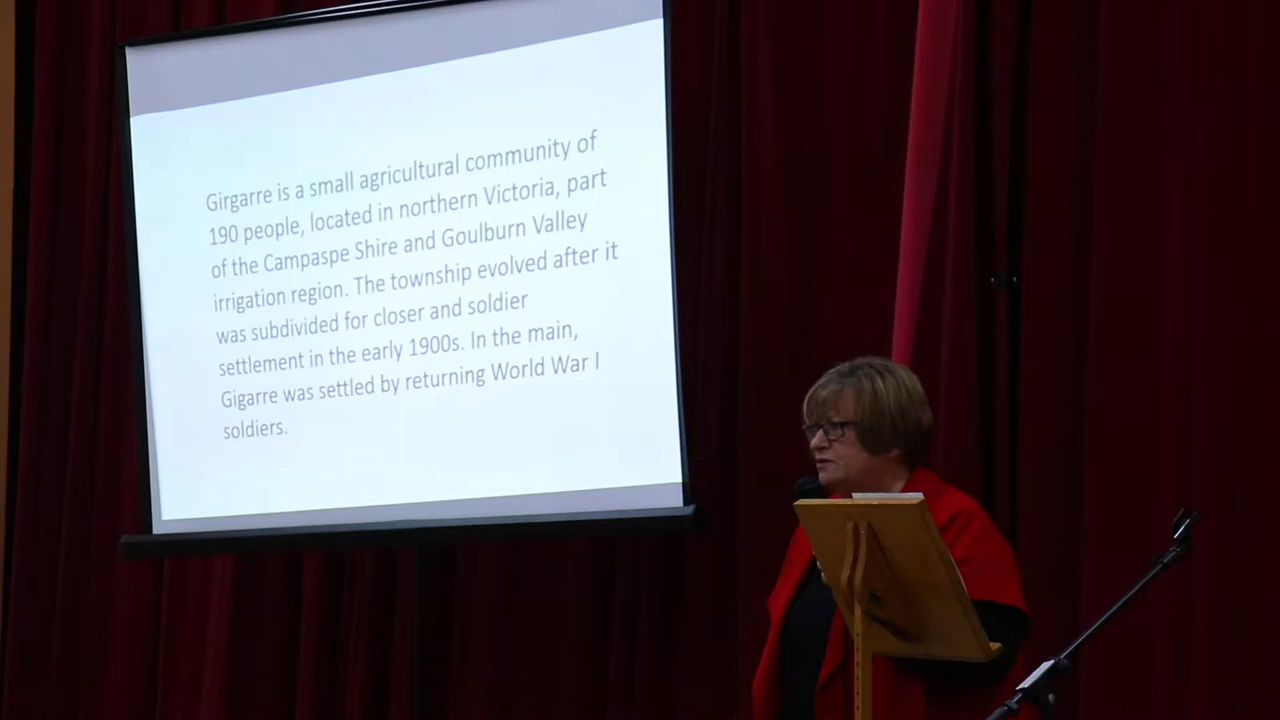 Girgarre is a small agricultural community of
190 people, located in northern Victoria, part
of the Campaspe Shire and Goulburn Valley
irrigation region. The township evolved after it
was subdivided for closer and soldier
settlement in the early 1900s. In the main,
Gigarre was settled by returning World War I
soldiers.